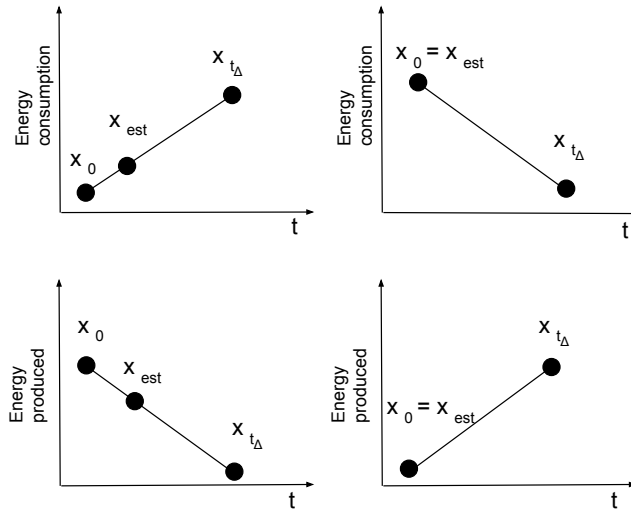 Energy consumption
x 0
x est
x tΔ
t
Energy consumption
x 0 = x est
x tΔ
t
Energy produced
x 0
x est
x tΔ
t
Energy produced
x 0 = x est
x tΔ
t